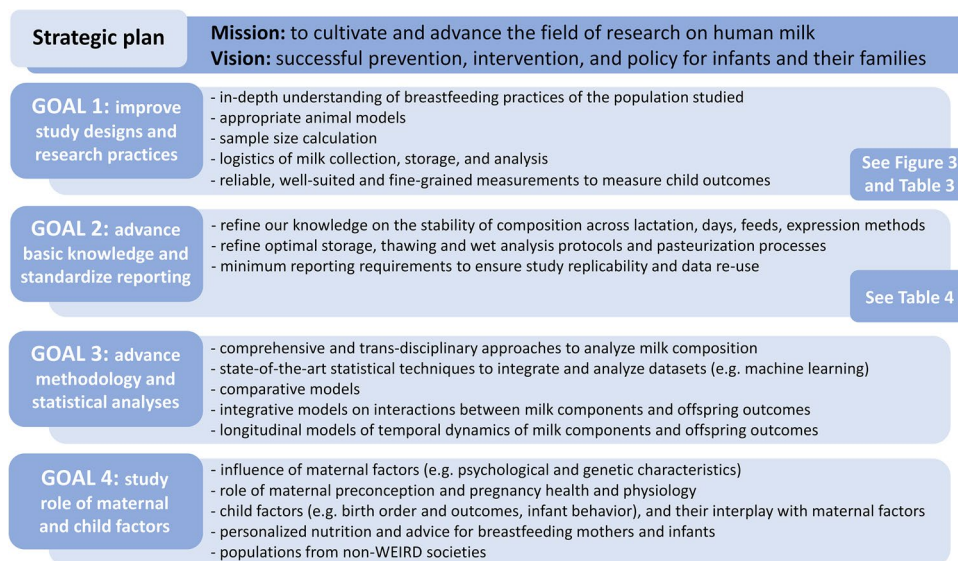 Strategic plan
Mission: to cultivate and advance the field of research on human milk
Vision: successful prevention, intervention, and policy for infants and their families
GOAL 1: improve
study designs and
research practices
- in-depth understanding of breastfeeding practices of the population studied
- appropriate animal models
- sample size calculation
- logistics of milk collection, storage, and analysis
- reliable, well-suited and fine-grained measurements to measure child outcomes
See Figure 3
and Table 3
GOAL 2: advance
basic knowledge and
standardize reporting
- refine our knowledge on the stability of composition across lactation, days, feeds, expression methods
- refine optimal storage, thawing and wet analysis protocols and pasteurization processes
- minimum reporting requirements to ensure study replicability and data re-use
See Table 4
GOAL 3: advance
methodology and
statistical analyses
- comprehensive and trans-disciplinary approaches to analyze milk composition
- state-of-the-art statistical techniques to integrate and analyze datasets (e.g. machine learning)
- comparative models
- integrative models on interactions between milk components and offspring outcomes
- longitudinal models of temporal dynamics of milk components and offspring outcomes
GOAL 4: study
role of maternal
and child factors
- influence of maternal factors (e.g. psychological and genetic characteristics)
- role of maternal preconception and pregnancy health and physiology
- child factors (e.g. birth order and outcomes, infant behavior), and their interplay with maternal factors
- personalized nutrition and advice for breastfeeding mothers and infants
- populations from non-WEIRD societies